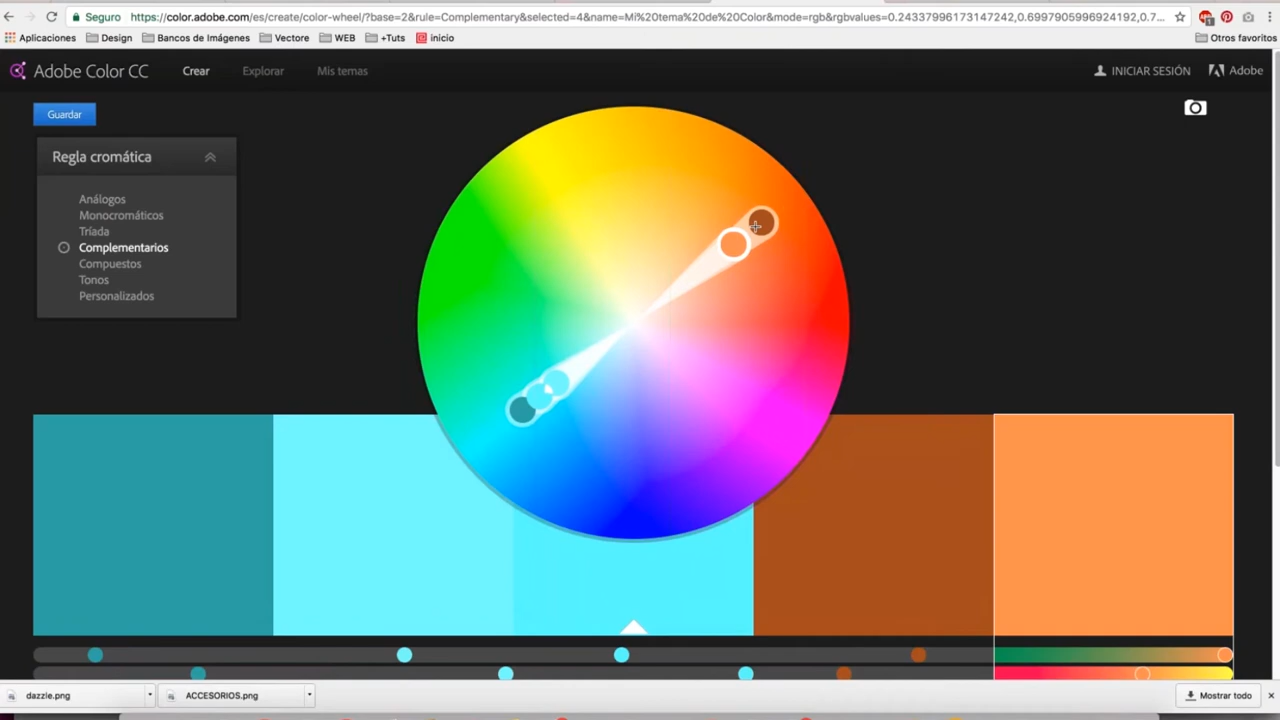 Seguro https://color.adobe.com/es/create/color-wheel/?base=2&rule=Complementary&selected=4&name=Mi%20tema%20de%20Color&mode=rgb&rgbvalues=0.24337996173147242,0.6997905996924192,0.7...
Aplicaciones Design Bancos de Imágenes Vectore WEB +Tuts inicio Otros favoritos
Adobe Color CC Crear Explorar Mis temas INICIAR SESIÓN Adobe
Guardar
Regla cromática
Análogos
Monocromáticos
Tríada
Complementarios
Compuestos
Tonos
Personalizados
dazzle.png ACCESORIOS.png Mostrar todo